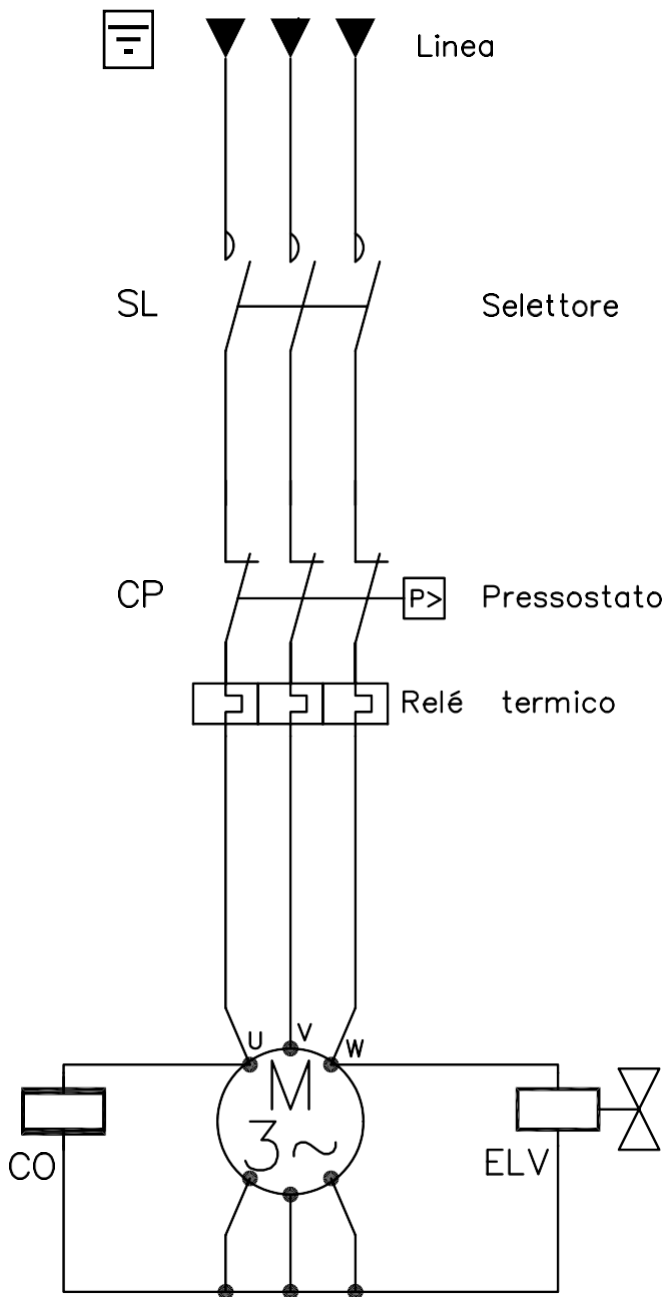 Linea
SL Selettore
CP P> Pressostato
Relé termico
U V W
M
3~
CO ELV